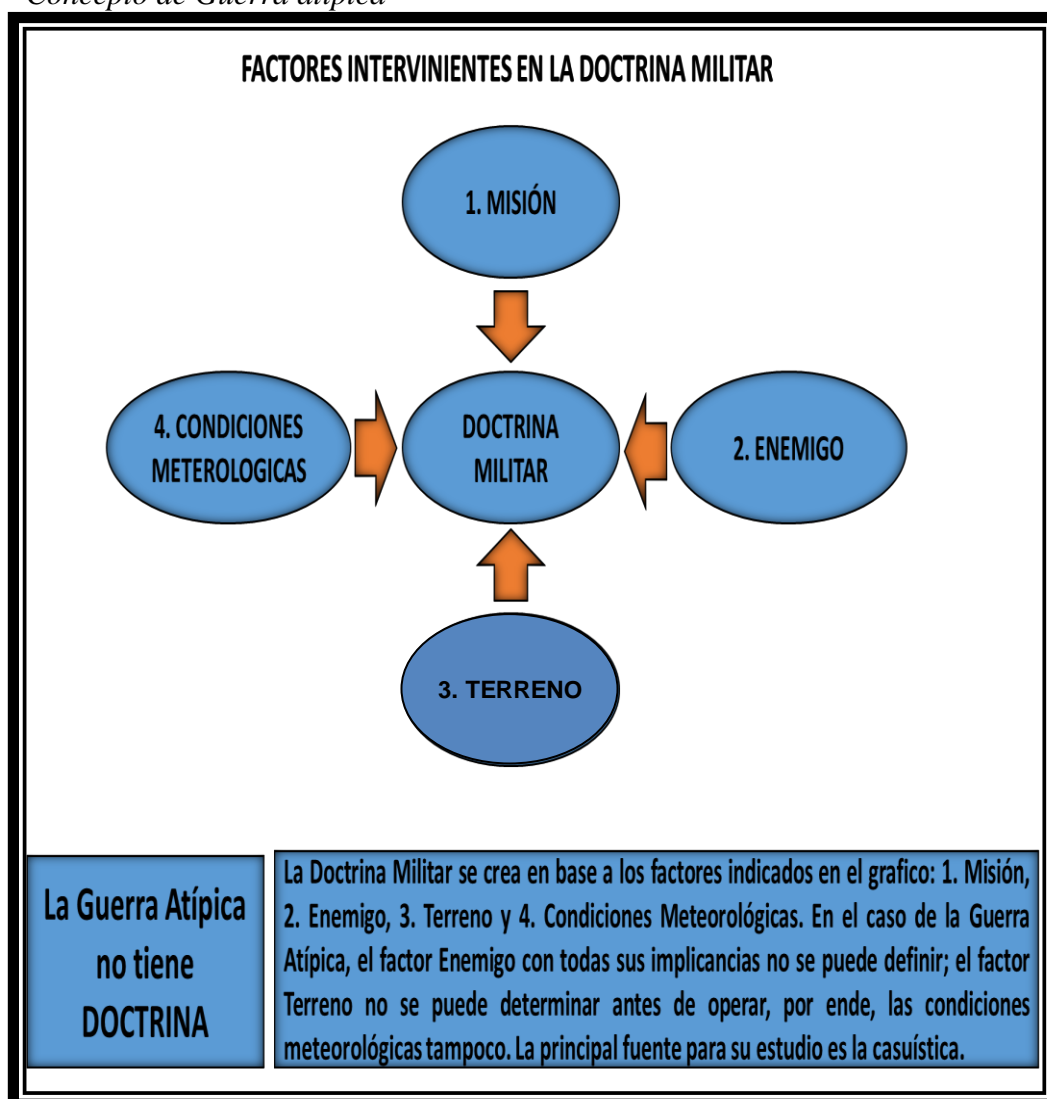 Concepto de Guerra atípica
FACTORES INTERVINIENTES EN LA DOCTRINA MILITAR
1. MISIÓN
4. CONDICIONES
METEROLOGICAS
DOCTRINA
MILITAR
2. ENEMIGO
3. TERRENO
La Guerra Atípica
no tiene
DOCTRINA
La Doctrina Militar se crea en base a los factores indicados en el grafico: 1. Misión,
2. Enemigo, 3. Terreno y 4. Condiciones Meteorológicas. En el caso de la Guerra
Atípica, el factor Enemigo con todas sus implicancias no se puede definir; el factor
Terreno no se puede determinar antes de operar, por ende, las condiciones
meteorológicas tampoco. La principal fuente para su estudio es la casuística.